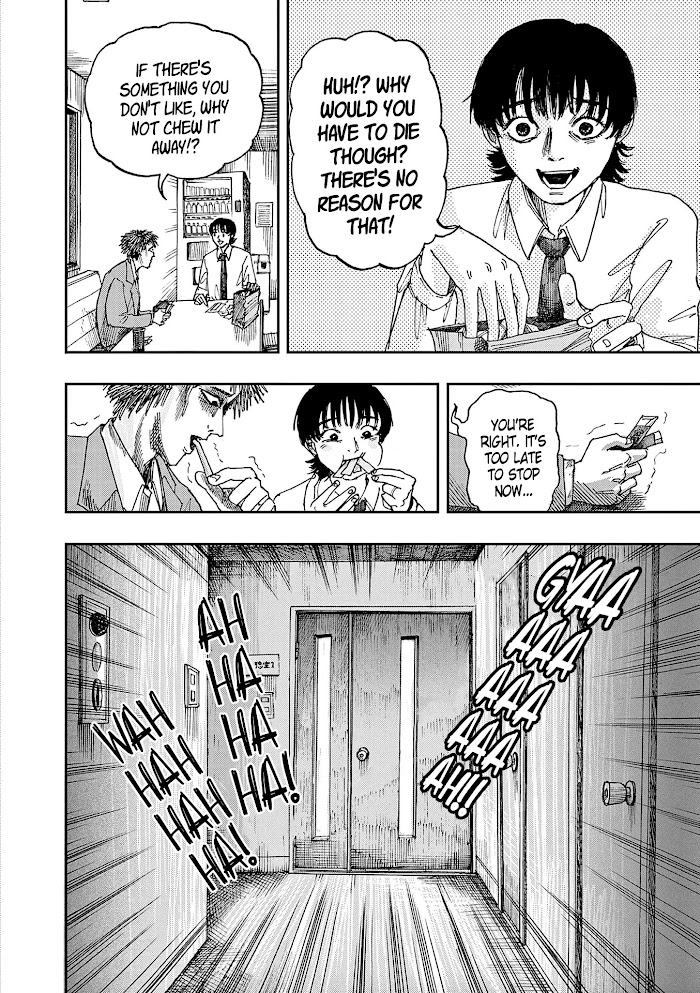 HUH!? WHY
WOULD YOU
HAVE TO DIE
THOUGH?
THERE'S NO
REASON FOR
THAT!
IF THERE'S
SOMETHING YOU
DON'T LIKE, WHY
NOT CHEW IT
AWAY!?
YOU'RE
RIGHT. IT'S
TOO LATE
TO STOP
NOW...
GYAA
AAA
AAA
AAA
AH!!
AH
HA
HA
HA!
WAH
HAH
HAH HA
HA!